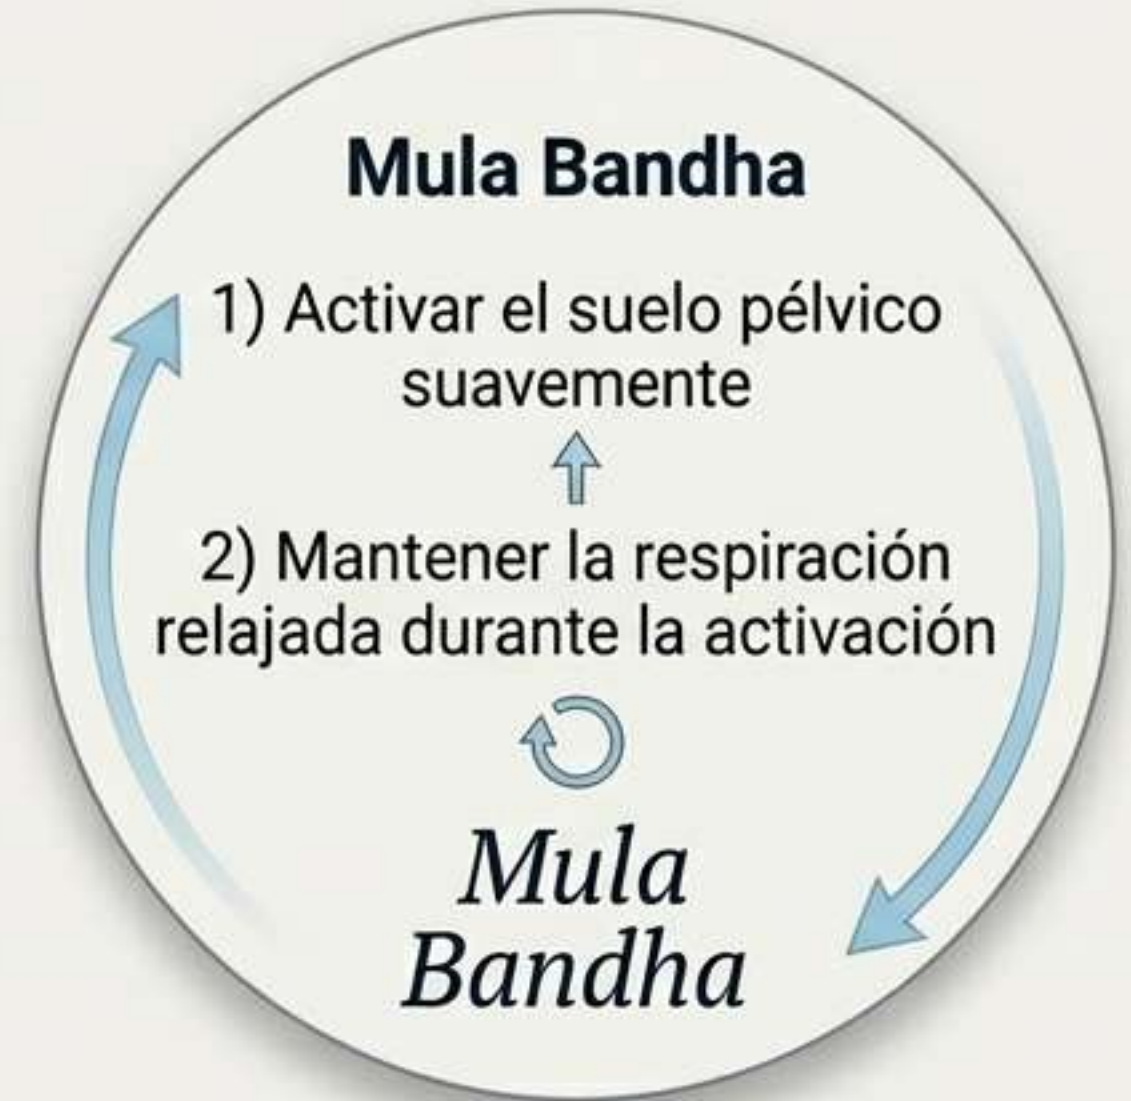 Mula Bandha
1) Activar el suelo pélvico
suavemente
2) Mantener la respiración
relajada durante la activación
Mula
Bandha